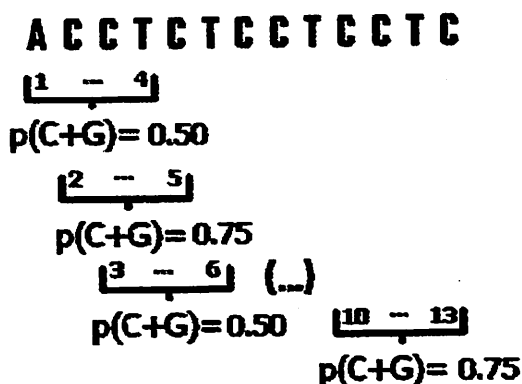 A C C T C T C C T C C T C
1 --- 4
p(C+G)= 0.50
2 --- 5
p(C+G)= 0.75
3 --- 6 (...)
p(C+G)= 0.50
10 --- 13
p(C+G)= 0.75